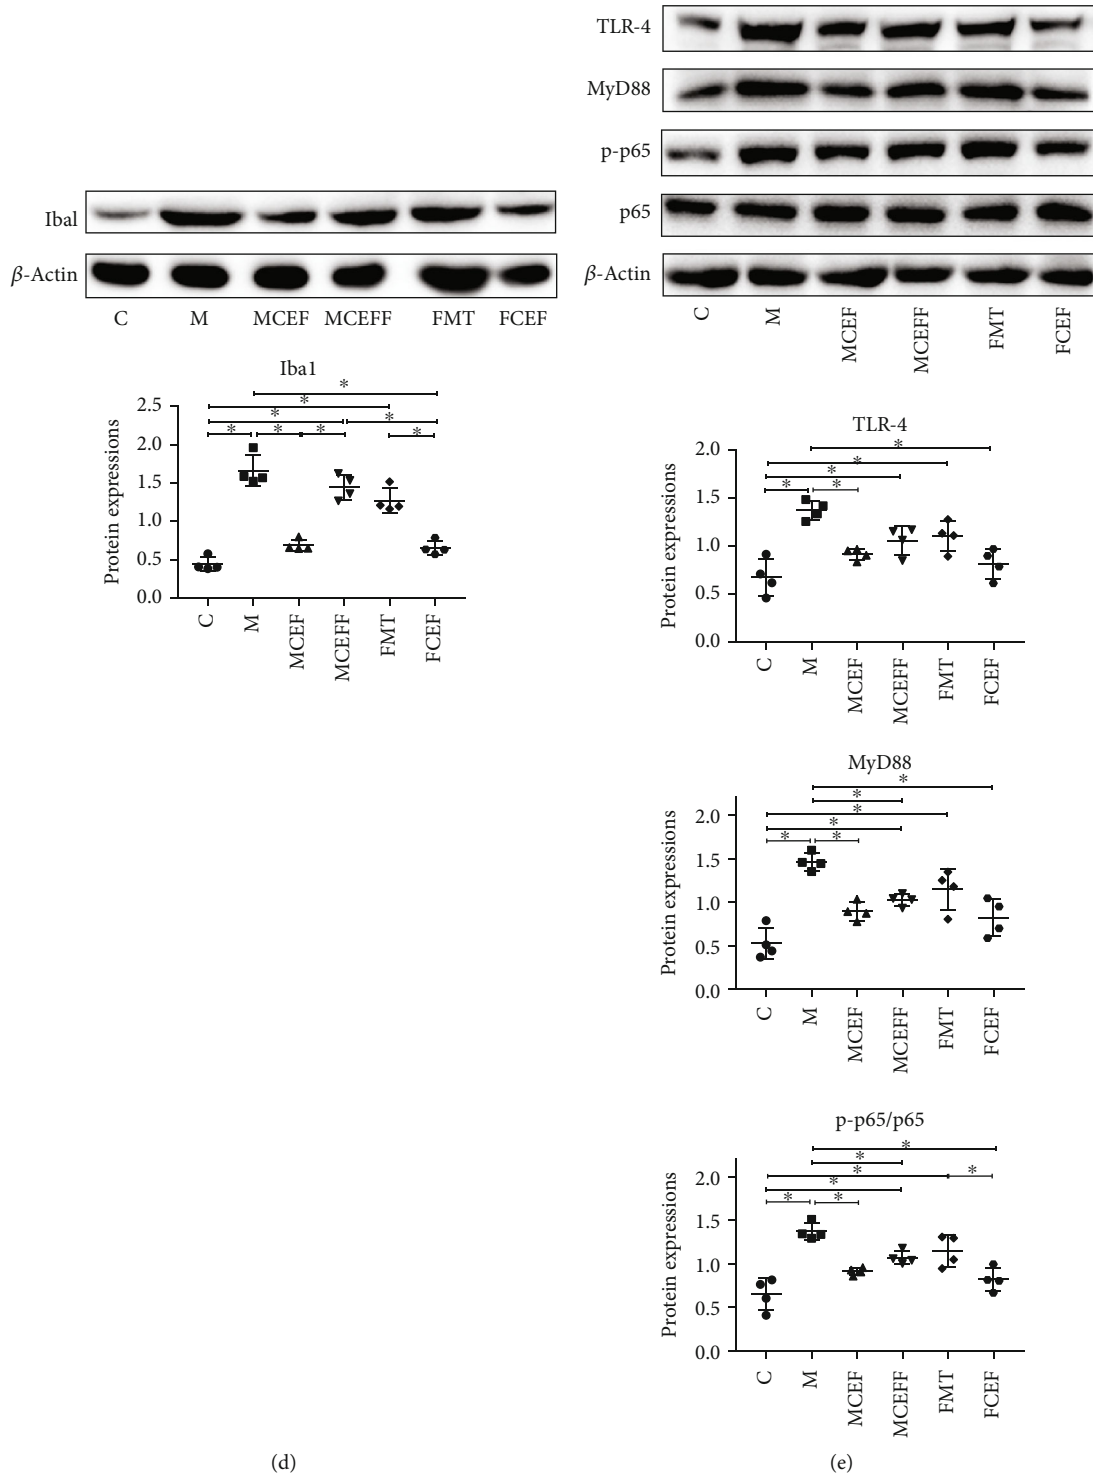 Ibal
β-Actin
C M MCEF MCEFF FMT FCEF
Iba1
* * * * * * * *
Protein expressions
2.5
2.0
1.5
1.0
0.5
0.0
C M MCEF MCEFF FMT FCEF
(d)
TLR-4
MyD88
p-p65
p65
β-Actin
C M MCEF MCEFF FMT FCEF
TLR-4
* * * * *
Protein expressions
2.0
1.5
1.0
0.5
0.0
C M MCEF MCEFF FMT FCEF
MyD88
* * * * * *
Protein expressions
2.0
1.5
1.0
0.5
0.0
C M MCEF MCEFF FMT FCEF
p-p65/p65
* * * * * * *
Protein expressions
2.0
1.5
1.0
0.5
0.0
C M MCEF MCEFF FMT FCEF
(e)